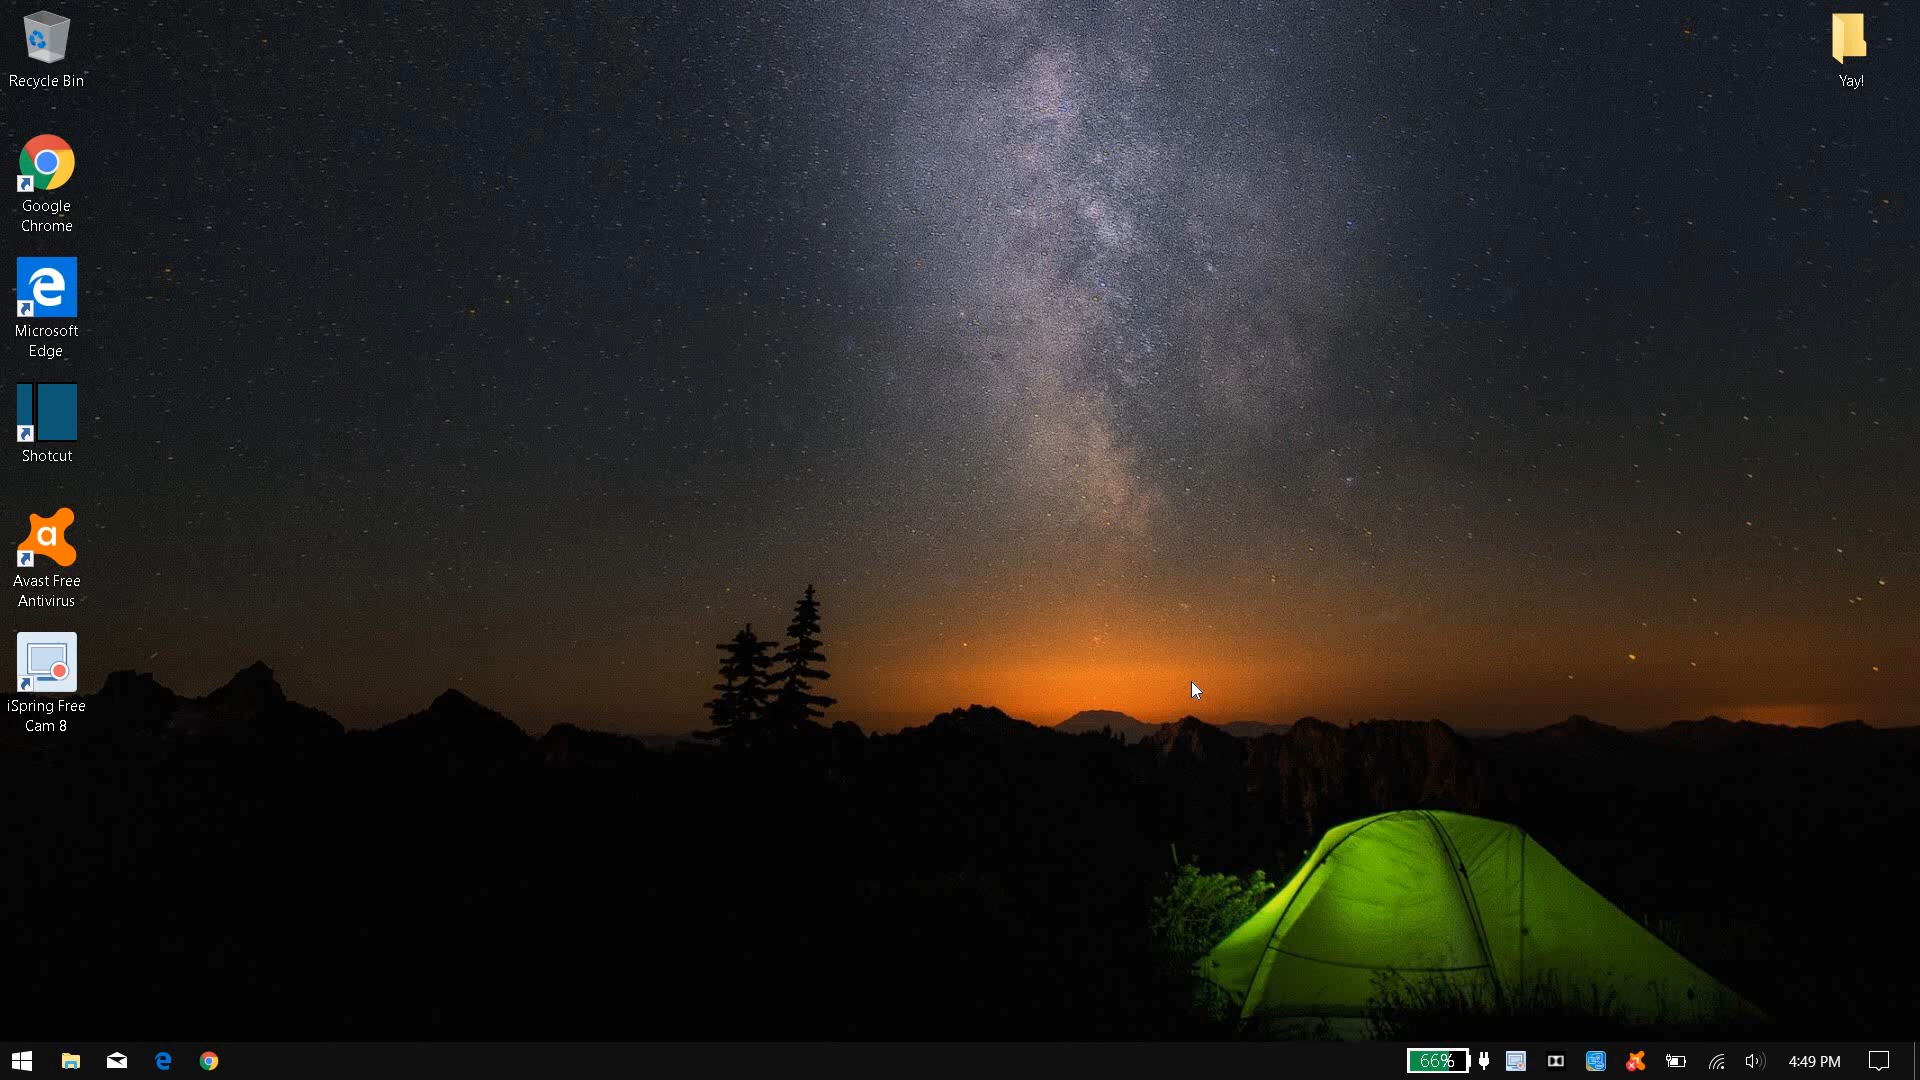 Recycle Bin
Yay!
Google
Chrome
Microsoft
Edge
Shotcut
Avast Free
Antivirus
iSpring Free
Cam 8
66%
4:49 PM